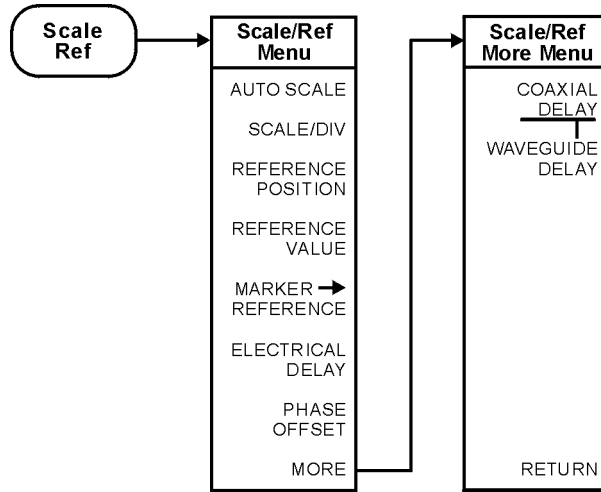 Scale
Ref
Scale/Ref
Menu
AUTO SCALE
SCALE/DIV
REFERENCE
POSITION
REFERENCE
VALUE
MARKER →
REFERENCE
ELECTRICAL
DELAY
PHASE
OFFSET
MORE
Scale/Ref
More Menu
COAXIAL
DELAY
WAVEGUIDE
DELAY
RETURN